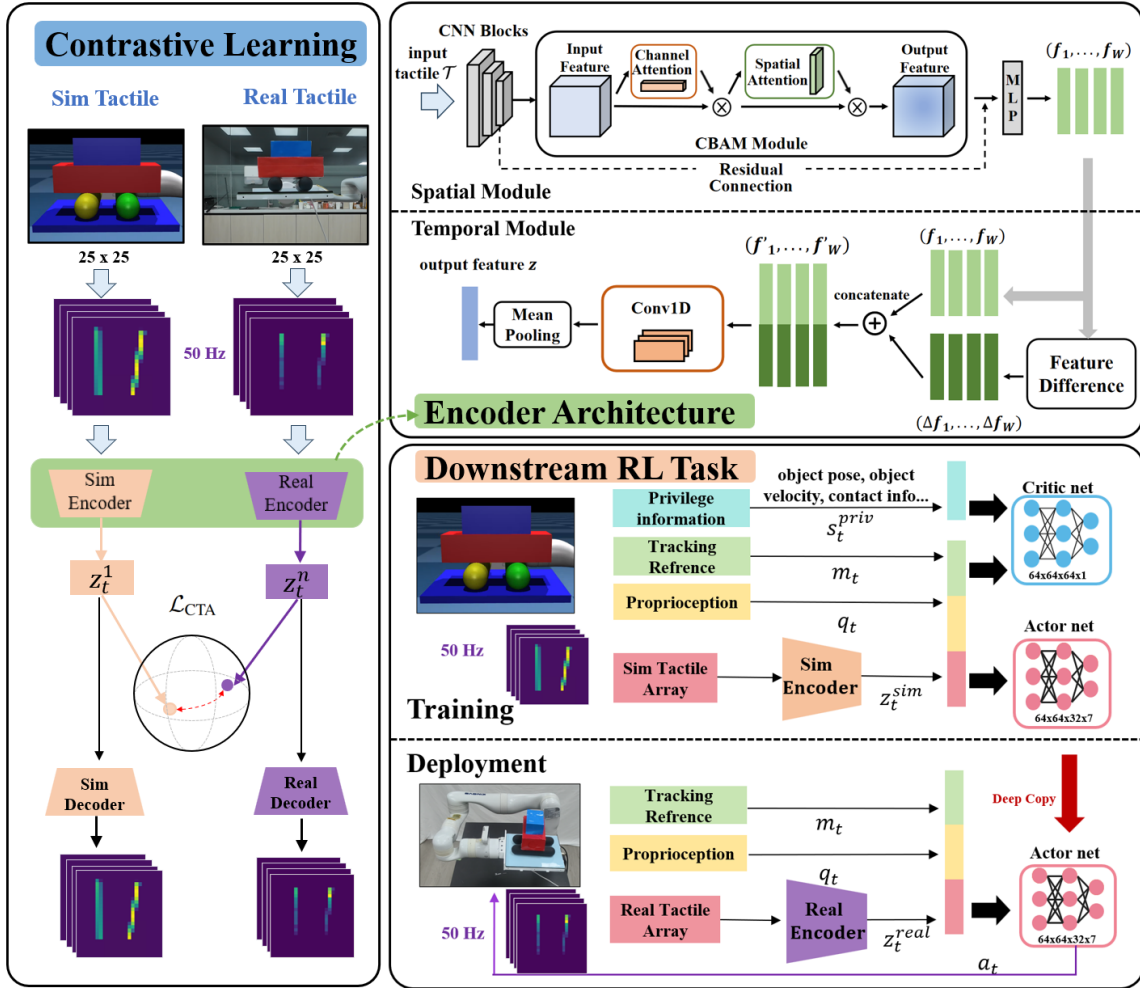 Contrastive Learning
Sim Tactile
Real Tactile
25 x 25
25 x 25
50 Hz
Sim
Encoder
Real
Encoder
z_t^1
z_t^n
ℒ_CTA
Sim
Decoder
Real
Decoder
CNN Blocks
input
tactile 𝒯
Input
Feature
Channel
Attention
Spatial
Attention
Output
Feature
CBAM Module
Residual
Connection
MLP
(f_1,...,f_W)
Spatial Module
Temporal Module
output feature z
Mean
Pooling
Conv1D
(f'_1,...,f'_W)
concatenate
(f_1,...,f_W)
Feature
Difference
(Δf_1,...,Δf_W)
Encoder Architecture
Downstream RL Task
Privilege
information
object pose, object
velocity, contact info...
s_t^{priv}
Tracking
Refrence
m_t
Proprioception
q_t
50 Hz
Sim Tactile
Array
Sim
Encoder
z_t^{sim}
Critic net
64x64x64x1
Actor net
64x64x32x7
Training
Deployment
Tracking
Refrence
m_t
Proprioception
q_t
50 Hz
Real Tactile
Array
Real
Encoder
z_t^{real}
Deep Copy
Actor net
64x64x32x7
a_t